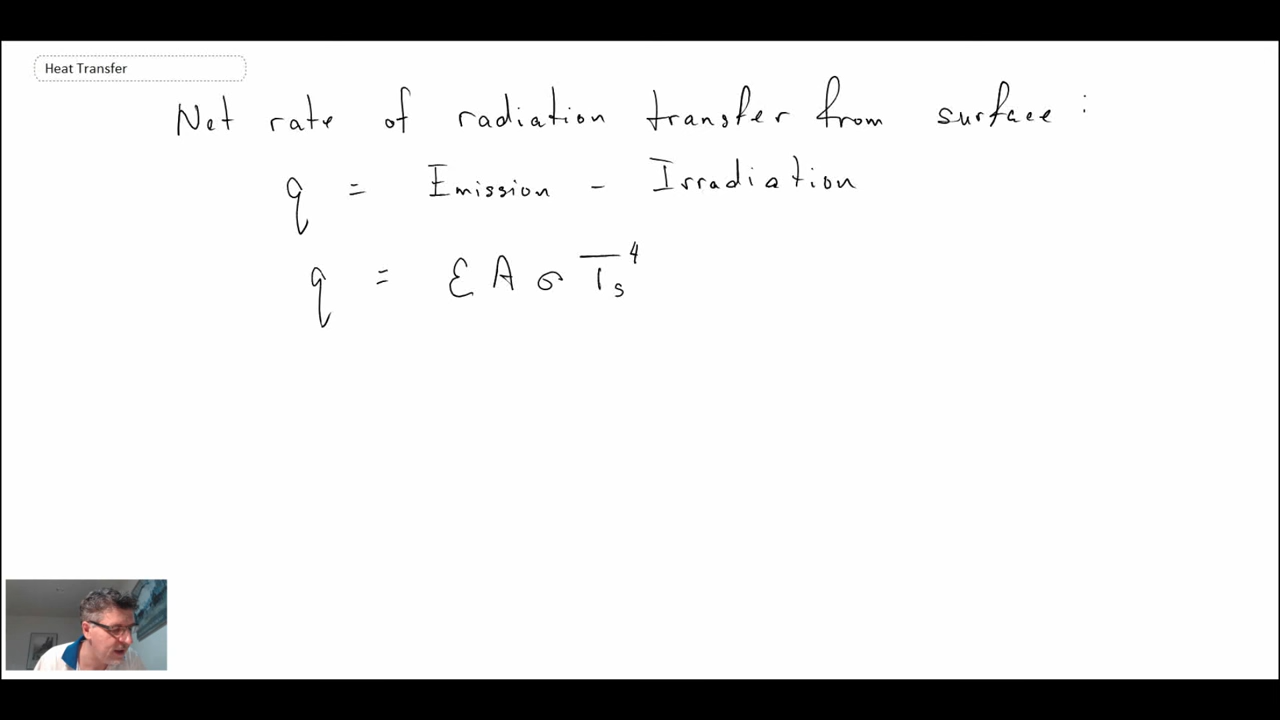 Heat Transfer
Net rate of radiation transfer from surface :
q = Emission - Irradiation
q = ε A σ Ts⁴